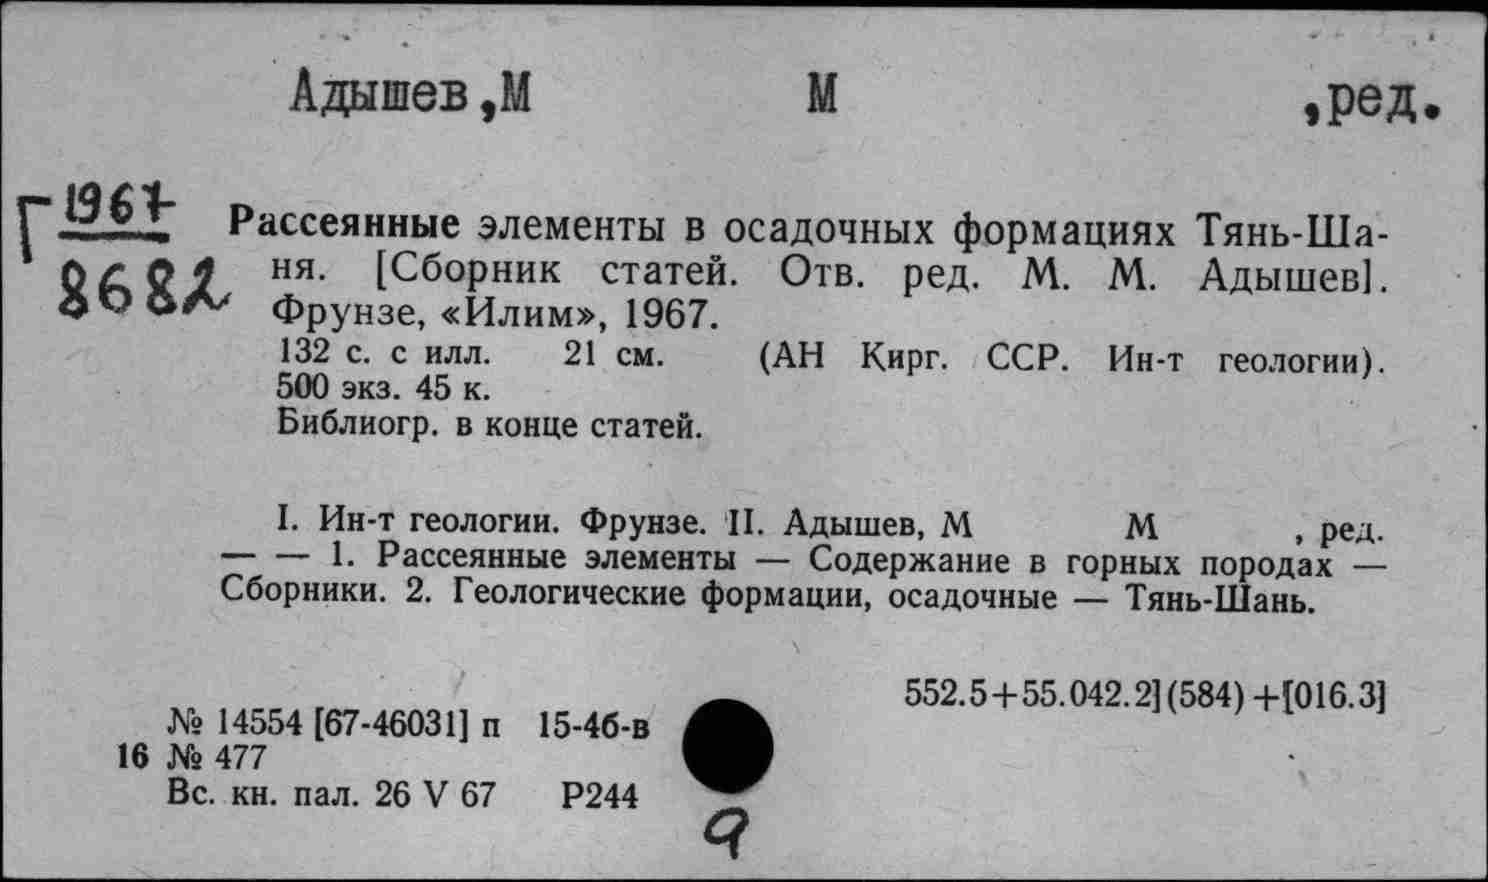 Адышев,М М ,ред.
Г 1967
8682
Рассеянные элементы в осадочных формациях Тянь-Ша-
ня. [Сборник статей. Отв. ред. М. М. Адышев].
Фрунзе, «Илим», 1967.
132 с. с илл. 21 см. (АН Кирг. ССР. Ин-т геологии).
500 экз. 45 к.
Библиогр. в конце статей.
I. Ин-т геологии. Фрунзе. II. Адышев, М М , ред.
— — 1. Рассеянные элементы — Содержание в горных породах —
Сборники. 2. Геологические формации, осадочные — Тянь-Шань.
552.5+55.042.2](584)+[016.3]
№ 14554 [67-46031] п 15-4б-в
16 № 477
Вс. кн. пал. 26 V 67 Р244
9